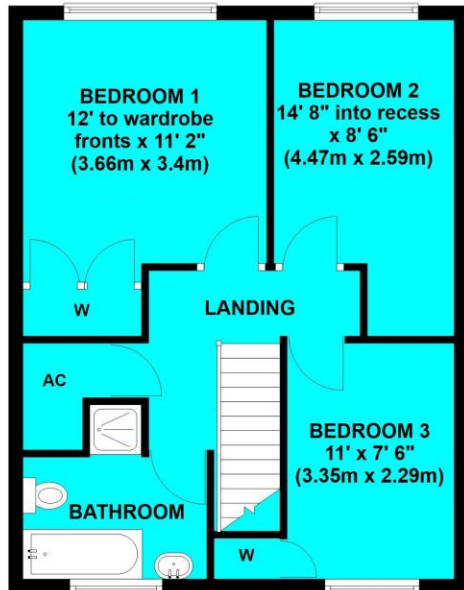 BEDROOM 1
12' to wardrobe
fronts x 11' 2"
(3.66m x 3.4m)
BEDROOM 2
14' 8" into recess
x 8' 6"
(4.47m x 2.59m)
W
LANDING
AC
BEDROOM 3
11' x 7' 6"
(3.35m x 2.29m)
BATHROOM
W